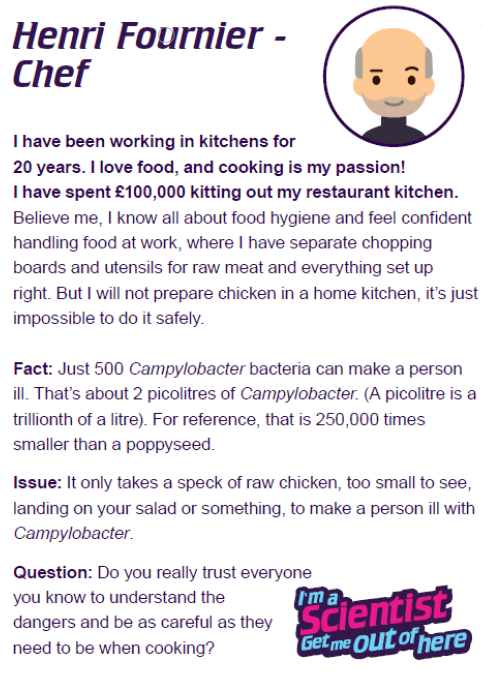 Henri Fournier -
Chef
I have been working in kitchens for
20 years. I love food, and cooking is my passion!
I have spent £100,000 kitting out my restaurant kitchen.
Believe me, I know all about food hygiene and feel confident
handling food at work, where I have separate chopping
boards and utensils for raw meat and everything set up
right. But I will not prepare chicken in a home kitchen, it’s just
impossible to do it safely.
Fact: Just 500 Campylobacter bacteria can make a person
ill. That’s about 2 picolitres of Campylobacter. (A picolitre is a
trillionth of a litre). For reference, that is 250,000 times
smaller than a poppyseed.
Issue: It only takes a speck of raw chicken, too small to see,
landing on your salad or something, to make a person ill with
Campylobacter.
Question: Do you really trust everyone
you know to understand the
dangers and be as careful as they
need to be when cooking?
I'm a
Scientist
Get me out of here